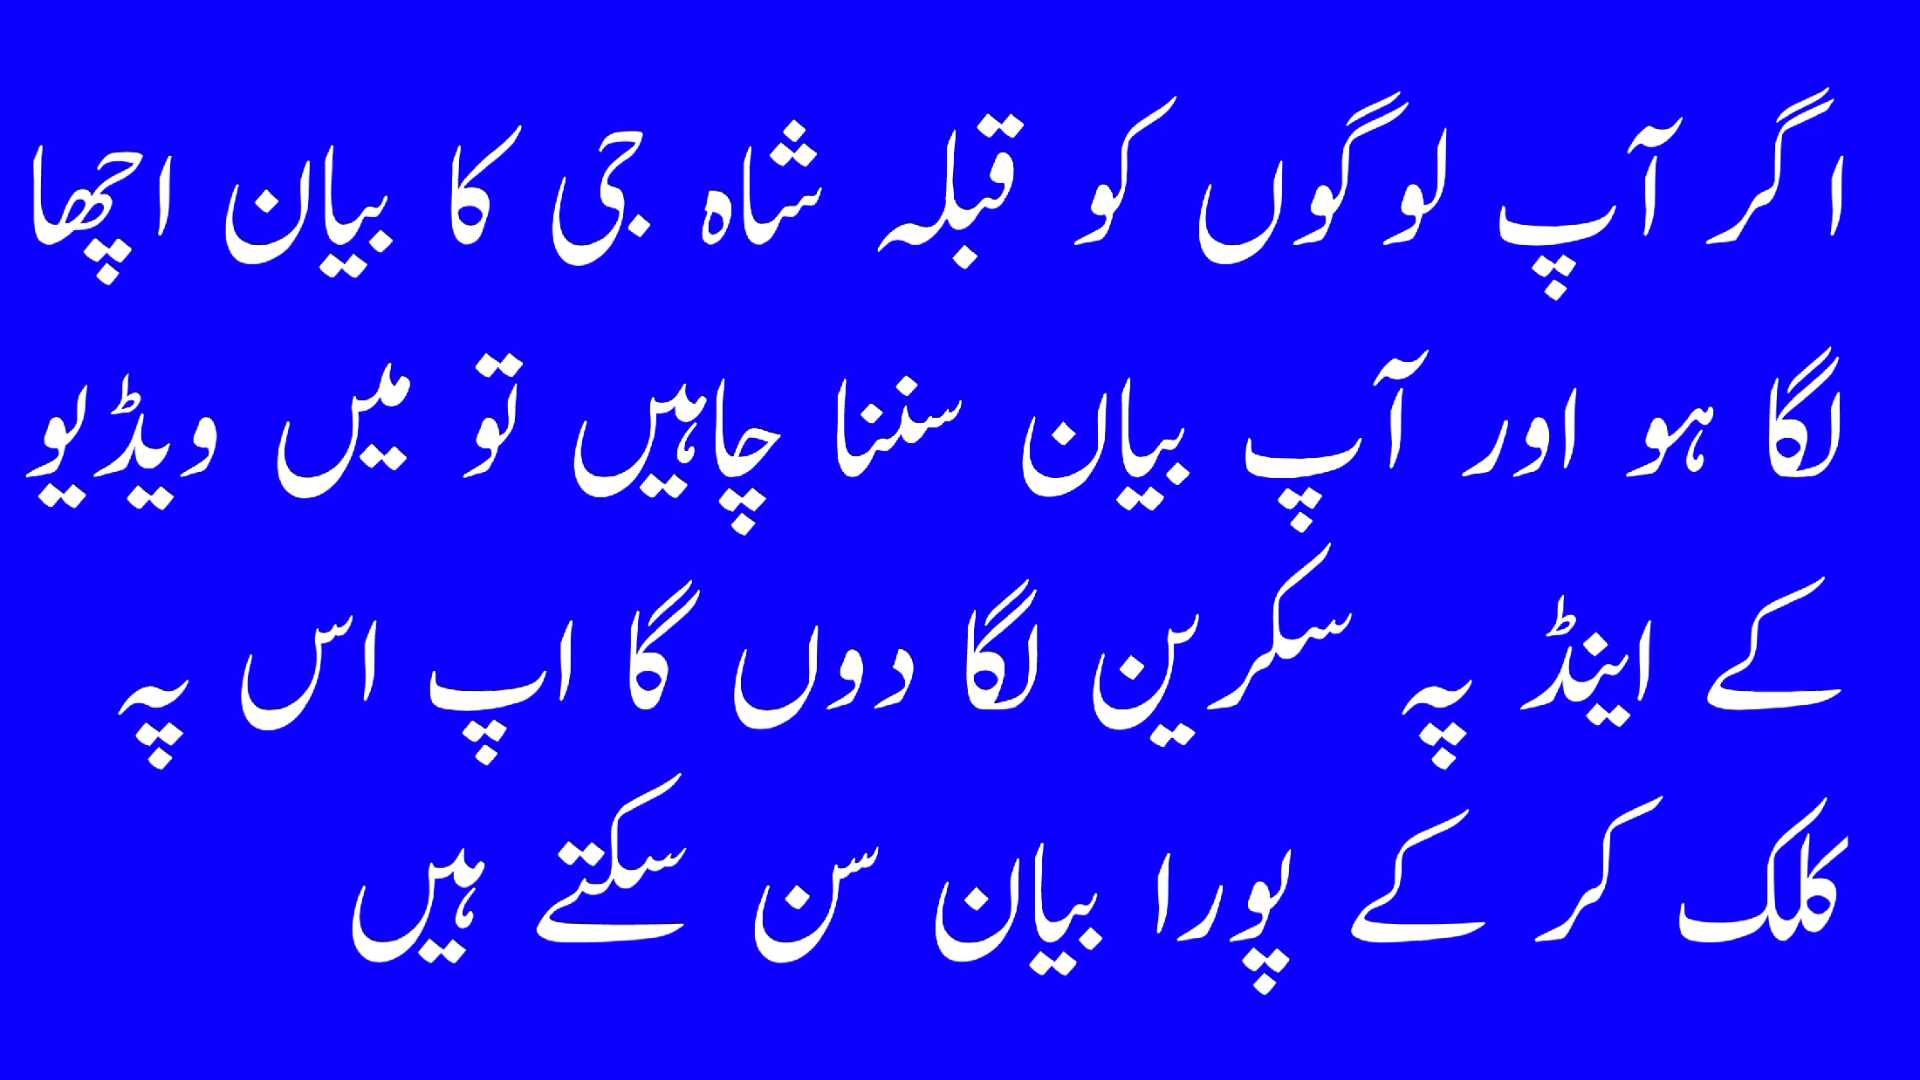 اگر آپ لوگوں کو قبلہ شاہ جی کا بیان اچھا
لگا ہو اور آپ بیان سننا چاہیں تو میں ویڈیو
کے اینڈ پہ سکرین لگا دوں گا اپ اس پہ
کلک کر کے پورا بیان سن سکتے ہیں